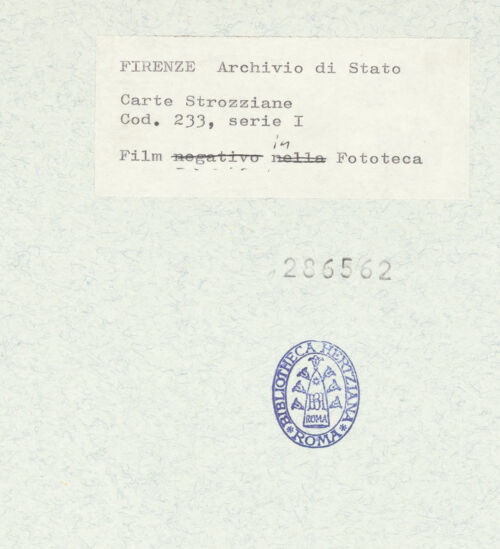 FIRENZE Archivio di Stato
Carte Strozziane
Cod. 233, serie I
in
Film negativo nella Fototeca
286562
BIBLIOTHECA HERTZIANA
BH
ROMA
*ROMA*